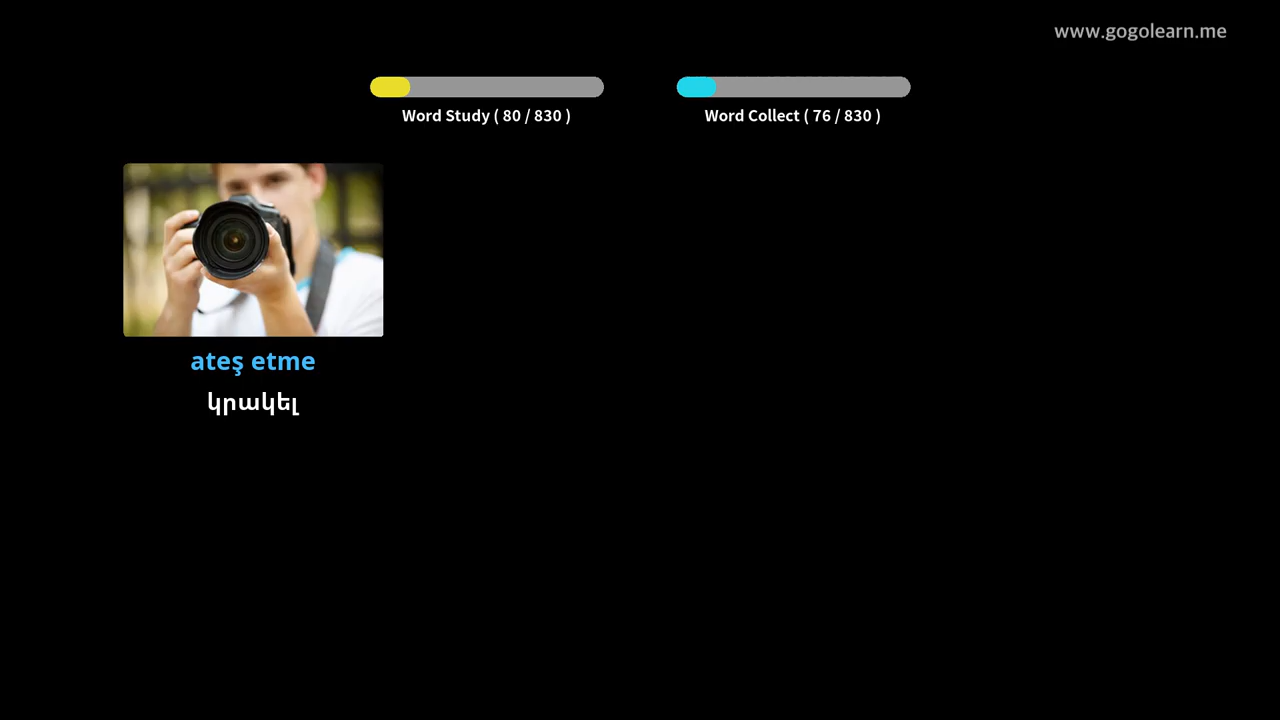 www.gogolearn.me
Word Study ( 80 / 830 )
Word Collect ( 76 / 830 )
ateş etme
կրակել